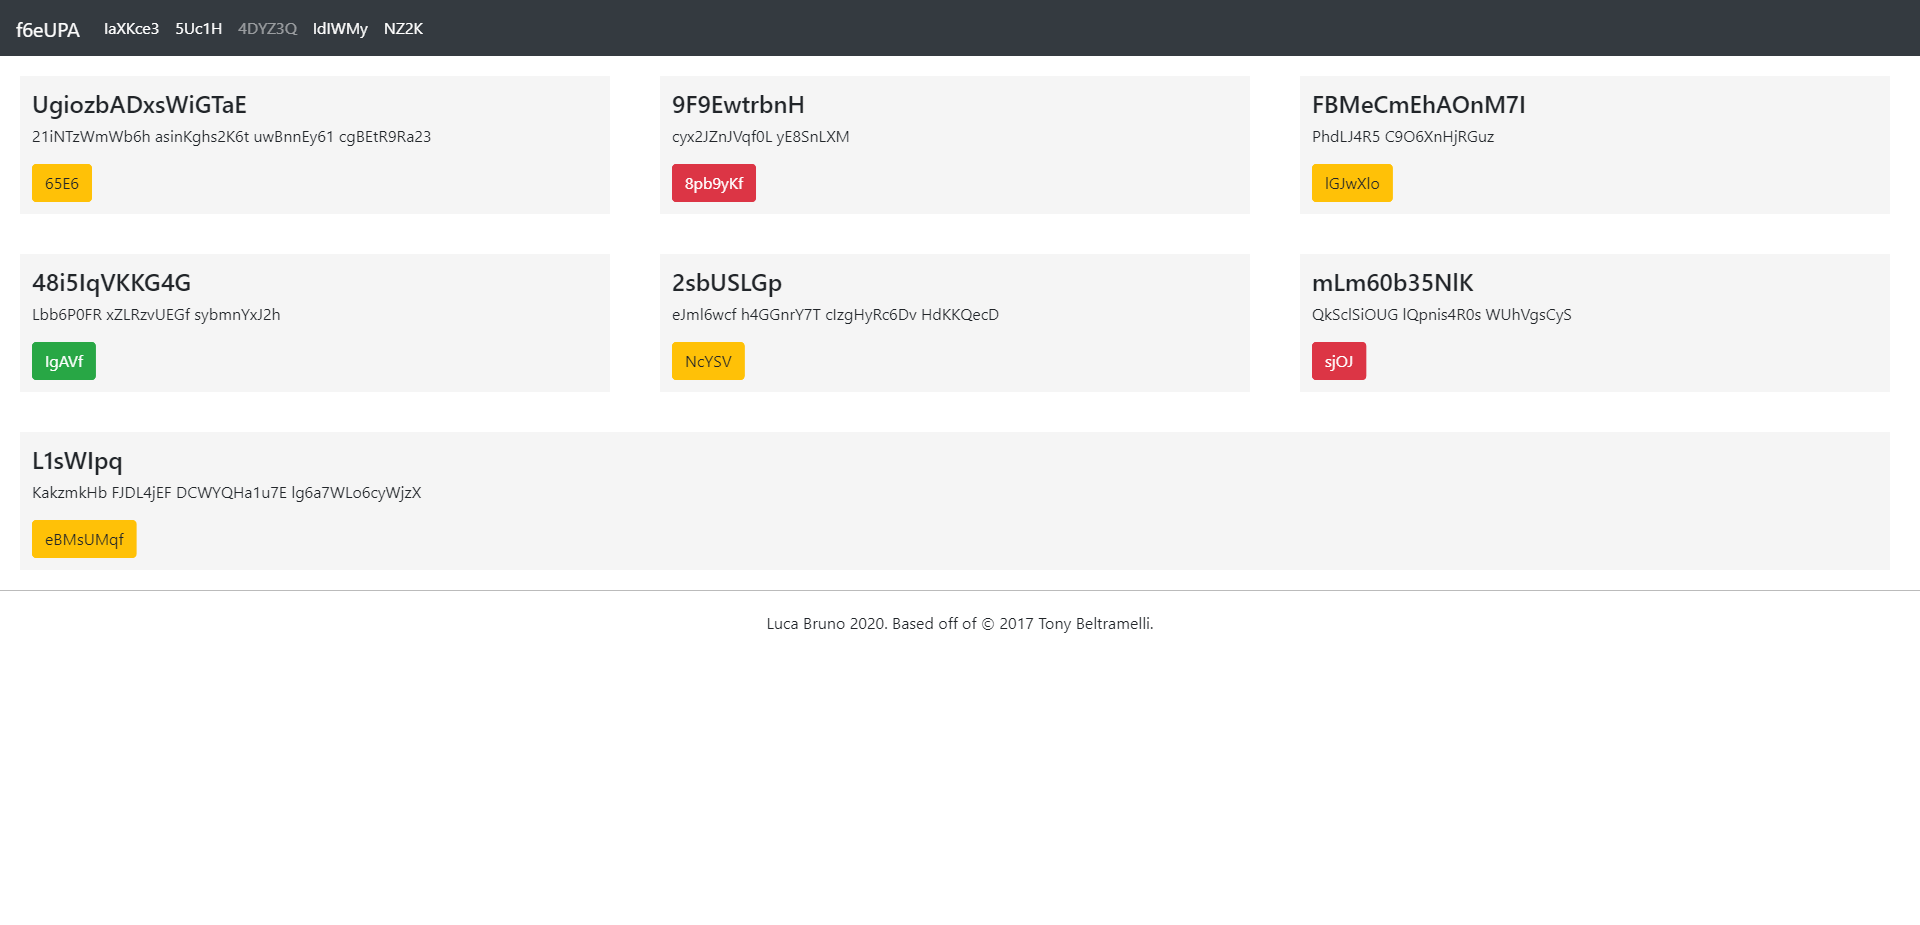 f6eUPA IaXKce3 5Uc1H 4DYZ3Q IdIWMy NZ2K
UgiozbADxsWiGTaE
21iNTzWmWb6h asinKghs2K6t uwBnnEy61 cgBEtR9Ra23
65E6
9F9EwtrbnH
cyx2JZnJVqf0L yE8SnLXM
8pb9yKf
FBMeCmEhAOnM7I
PhdLJ4R5 C9O6XnHjRGuz
lGJwXlo
48i5IqVKKG4G
Lbb6P0FR xZLRzvUEGf sybmnYxJ2h
IgAVf
2sbUSLGp
eJml6wcf h4GGnrY7T cIzgHyRc6Dv HdKKQecD
NcYSV
mLm60b35NlK
QkSclSiOUG lQpnis4R0s WUhVgsCyS
sjOJ
L1sWIpq
KakzmkHb FJDL4jEF DCWYQHa1u7E lg6a7WLo6cyWjzX
eBMsUMqf
Luca Bruno 2020. Based off of © 2017 Tony Beltramelli.